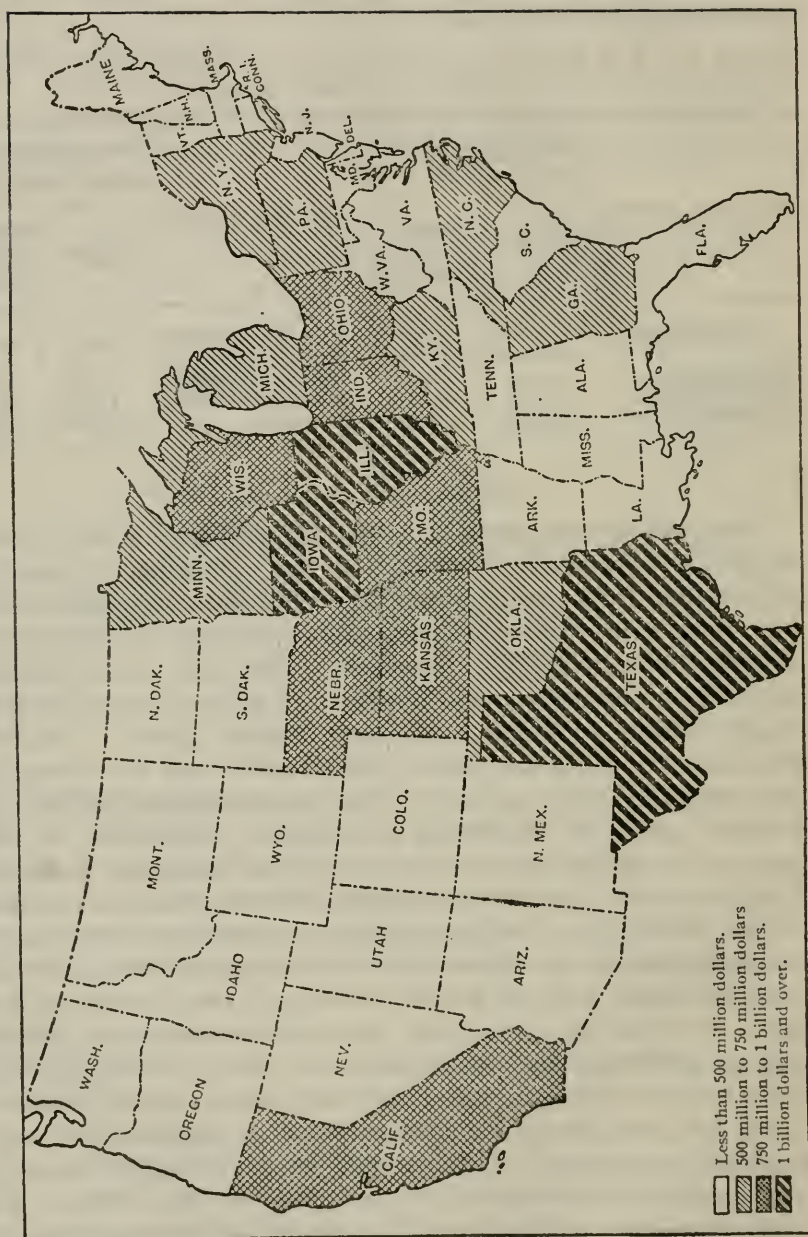 WASH.
OREGON
CALIF.
NEV.
IDAHO
MONT.
WYO.
UTAH
ARIZ.
COLO.
N. MEX.
N. DAK.
S. DAK.
NEBR.
KANSAS.
OKLA.
TEXAS
MINN.
IOWA
MO.
ARK.
LA.
WIS.
ILL.
MICH.
IND.
OHIO
KY.
TENN.
MISS.
ALA.
GA.
FLA.
S. C.
N. C.
VA.
W. VA.
MD.
DEL.
PA.
N. J.
N. Y.
CONN.
R. I.
MASS.
VT.
N.H.
MAINE
Less than 500 million dollars.
500 million to 750 million dollars
750 million to 1 billion dollars.
1 billion dollars and over.